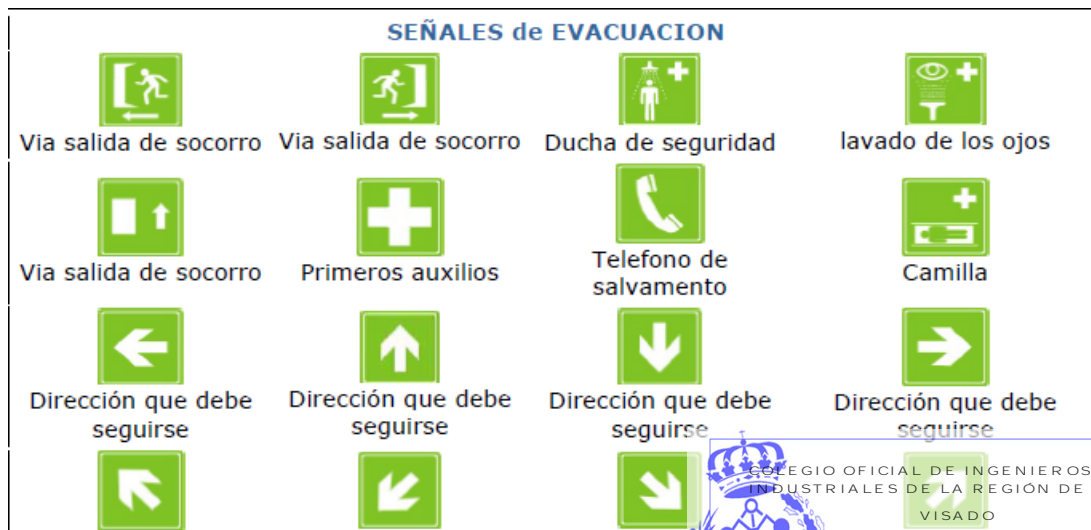 SEÑALES de EVACUACION
Via salida de socorro
Via salida de socorro
Ducha de seguridad
lavado de los ojos
Via salida de socorro
Primeros auxilios
Telefono de
salvamento
Camilla
Dirección que debe
seguirse
Dirección que debe
seguirse
Dirección que debe
seguirse
Dirección que debe
seguirse
COLEGIO OFICIAL DE INGENIEROS
INDUSTRIALES DE LA REGIÓN DE
VISADO